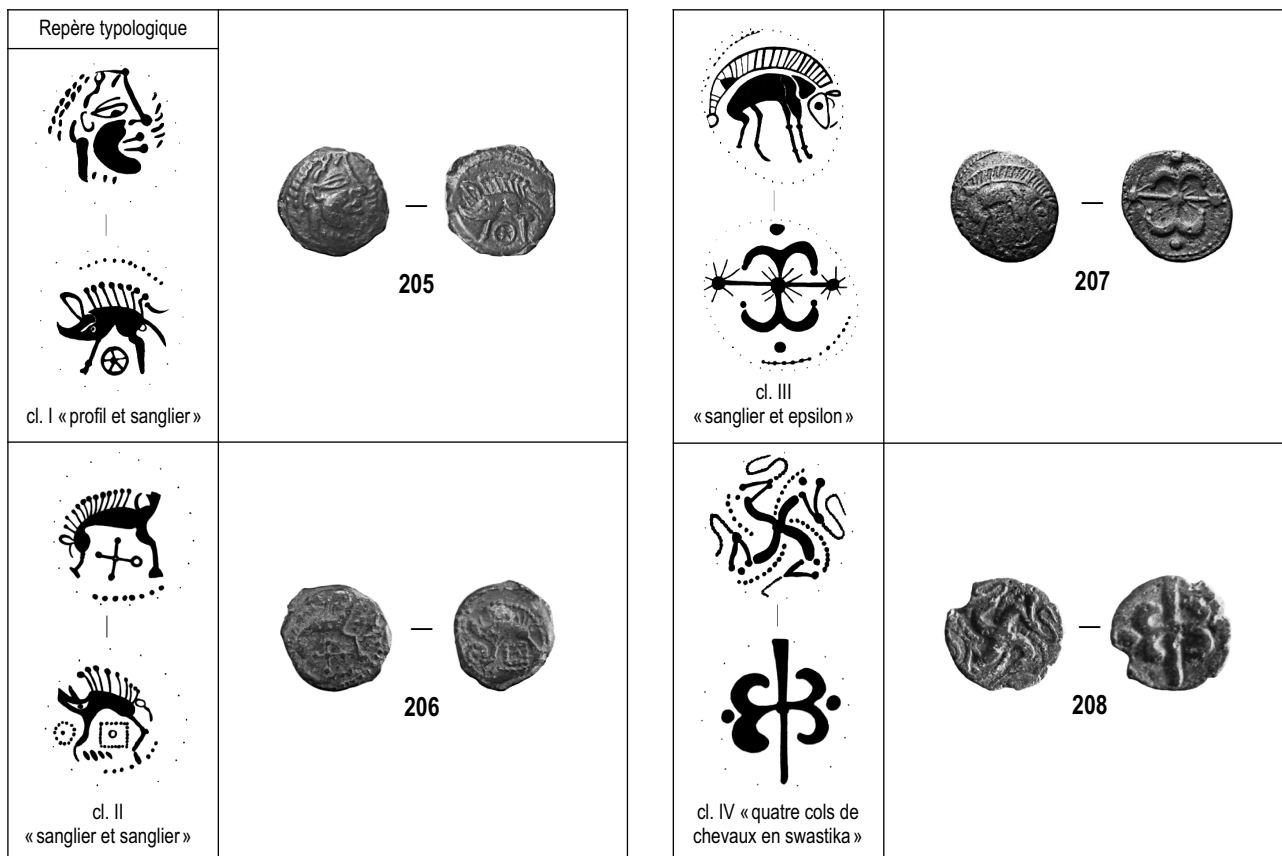 Repère typologique
205
cl. I « profil et sanglier »
206
cl. II
« sanglier et sanglier »
207
cl. III
« sanglier et epsilon »
208
cl. IV « quatre cols de
chevaux en swastika »